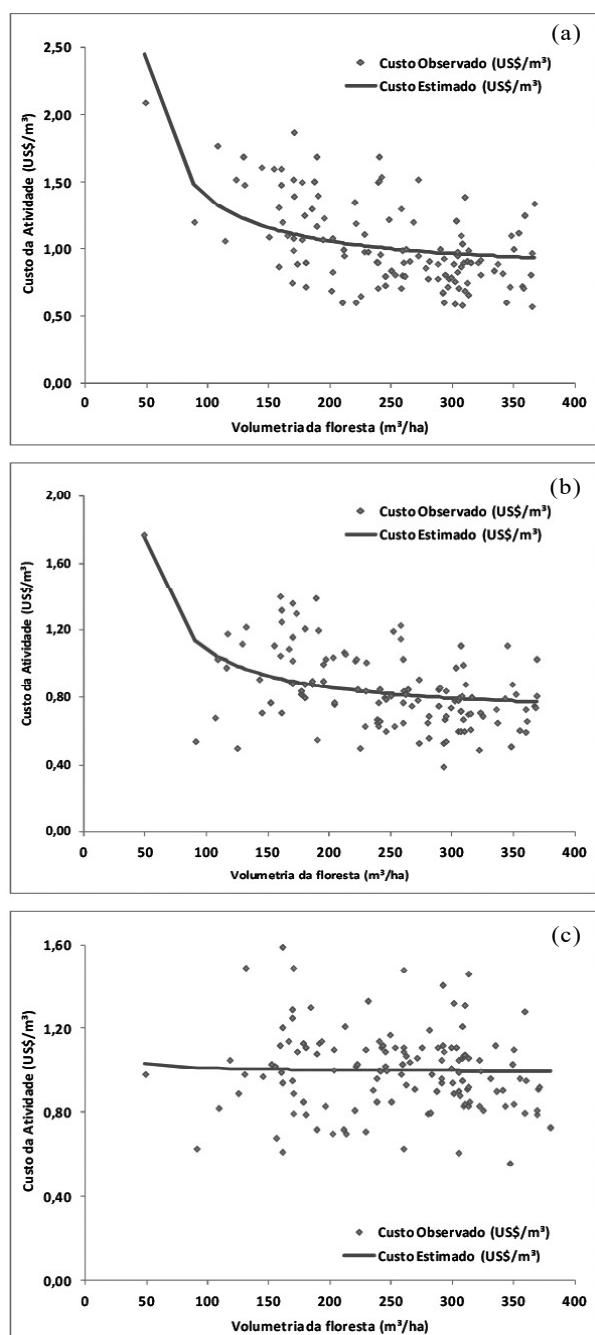 (a)
2,50
2,00
1,50
1,00
0,50
0,00
Custo da Atividade (US$/m³)
Custo Observado (US$/m³)
Custo Estimado (US$/m³)
0 50 100 150 200 250 300 350 400
Volumetria da floresta (m³/ha)
(b)
2,00
1,60
1,20
0,80
0,40
0,00
Custo da Atividade (US$/m³)
Custo Observado (US$/m³)
Custo Estimado (US$/m³)
0 50 100 150 200 250 300 350 400
Volumetria da floresta (m³/ha)
(c)
1,60
1,20
0,80
0,40
0,00
Custo da Atividade (US$/m³)
Custo Observado (US$/m³)
Custo Estimado (US$/m³)
0 50 100 150 200 250 300 350 400
Volumetria da floresta (m³/ha)